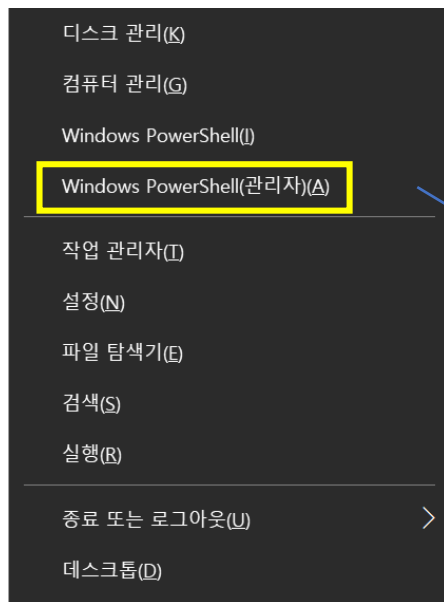 디스크 관리(K)
컴퓨터 관리(G)
Windows PowerShell(I)
Windows PowerShell(관리자)(A)
작업 관리자(T)
설정(N)
파일 탐색기(E)
검색(S)
실행(R)
종료 또는 로그아웃(U)
데스크톱(D)